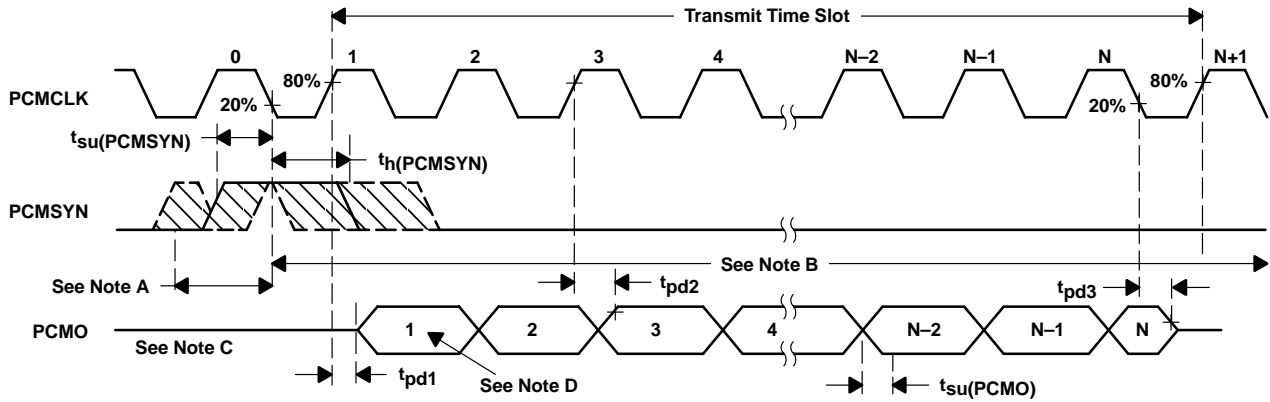 Transmit Time Slot
0 1 2 3 4 N–2 N–1 N N+1
PCMCLK
80%
20%
20%
80%
tsu(PCMSYN)
th(PCMSYN)
PCMSYN
See Note A
See Note B
tpd2
tpd3
PCMO
1 2 3 4 N–2 N–1 N
See Note C
tpd1
See Note D
tsu(PCMO)